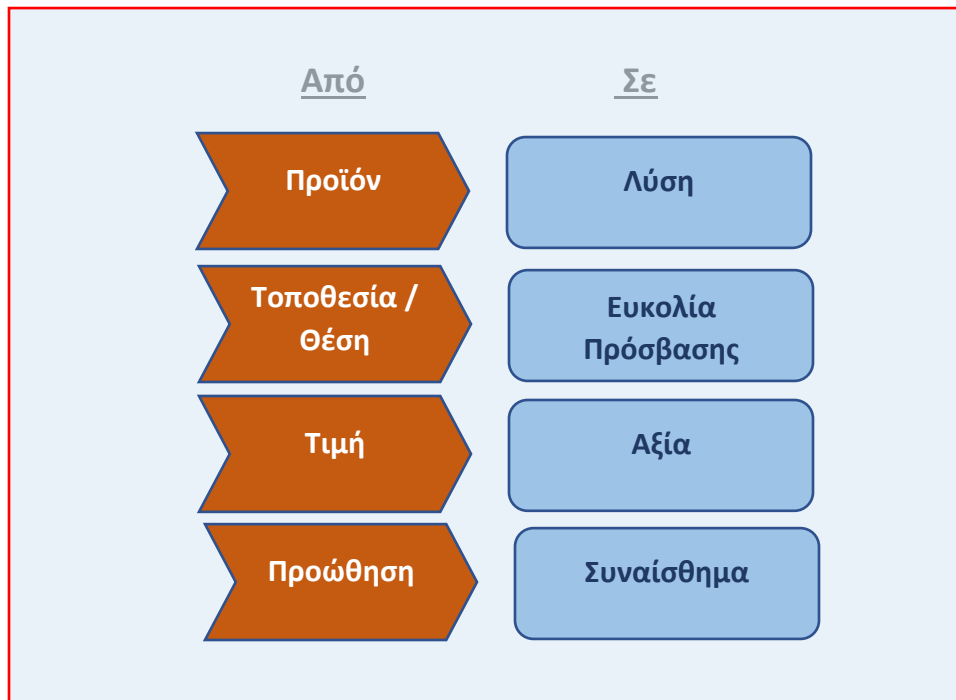 Από Σε
Προϊόν Λύση
Τοποθεσία / Ευκολία
Θέση Πρόσβασης
Τιμή Αξία
Προώθηση Συναίσθημα